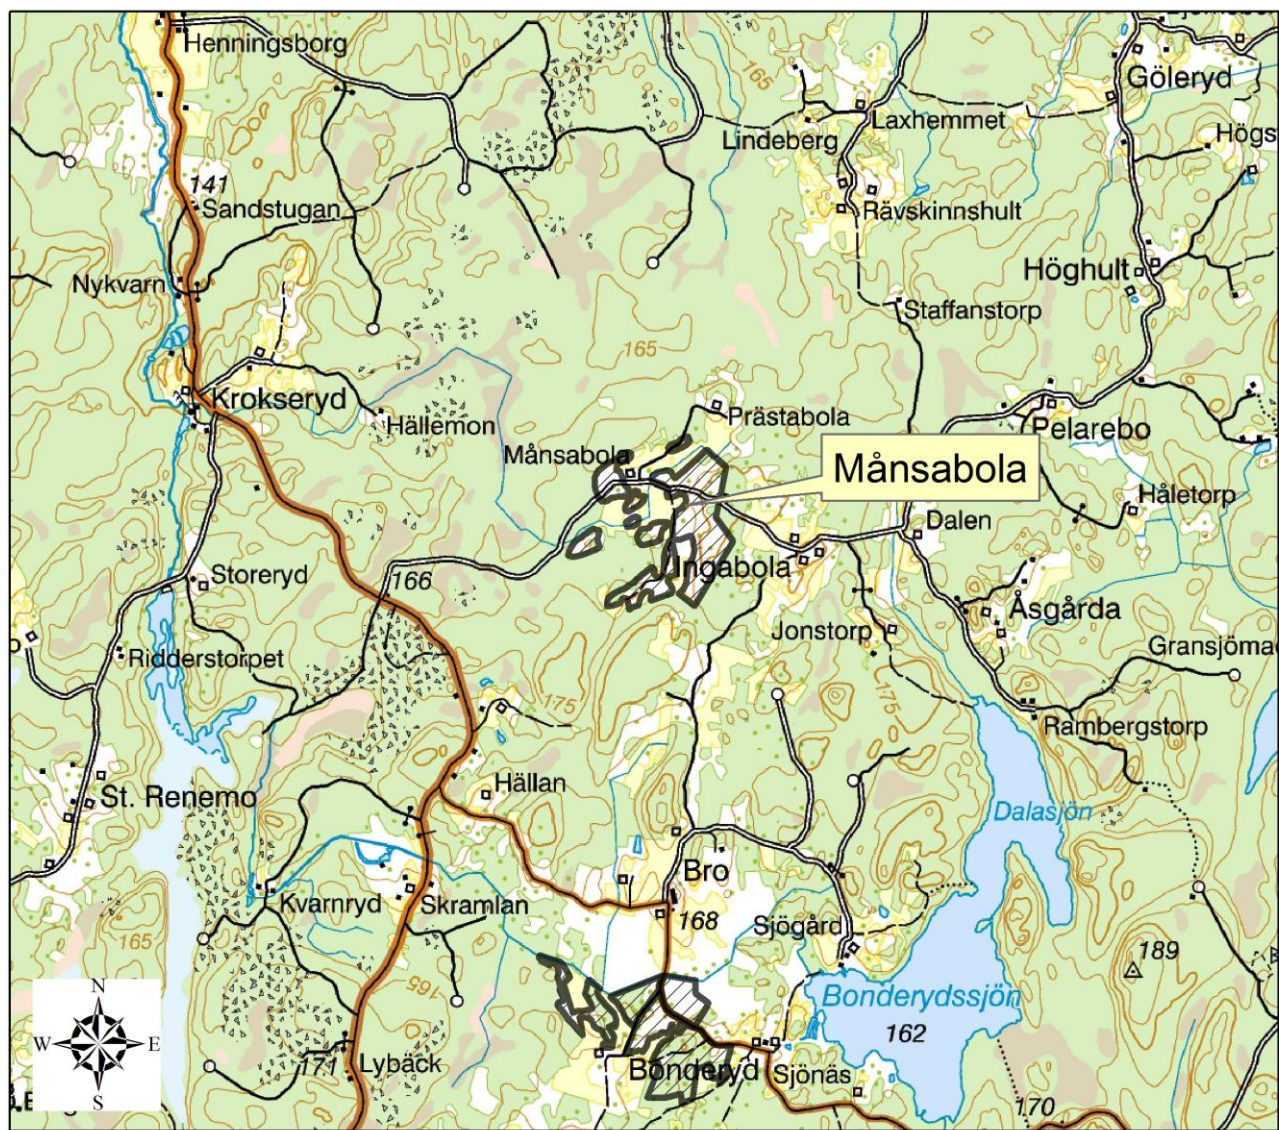 Henningsborg
Göleryd
165
Laxhemmet
Lindeberg
Högs
141
Sandstugan
Rävskinnshult
Nykvarn
Höghult
Staffanstorp
165
Krokseryd
Hällemon
Prästabola
Pelarebo
Månsabola
Månsabola
Håletorp
Dalen
Ingabola
Storeryd
166
Åsgårda
Jonstorp
Ridderstorpet
Gransjöma
175
175
Rambergstorp
Hällan
St. Renemo
Dalasjön
Bro
Kvarnryd
Skramlan
168
Sjögård
165
189
165
Bonderydssjön
162
N
W E
S
171
Lybäck
Bonderyd
Sjönäs
170